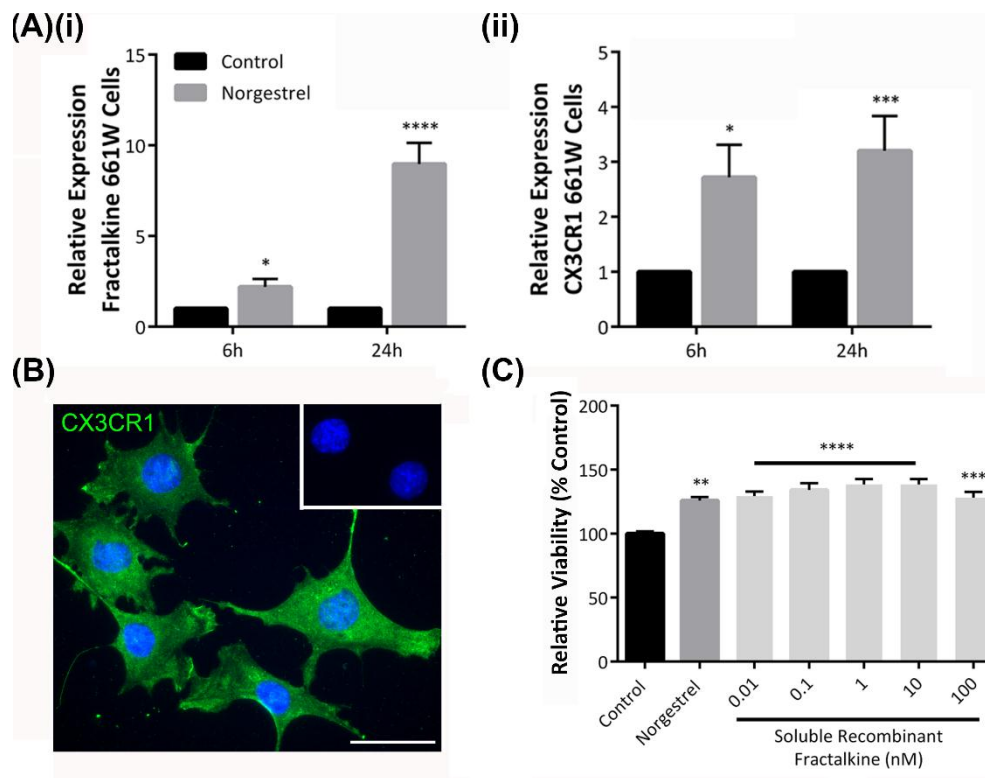 (A)(i)
Relative Expression
Fractalkine 661W Cells
15
10
5
0
Control
Norgestrel
*
****
6h
24h
(ii)
Relative Expression
CX3CR1 661W Cells
5
4
3
2
1
0
*
***
6h
24h
(B)
CX3CR1
(C)
Relative Viability (% Control)
200
150
100
50
0
**
****
***
Control
Norgestrel
0.01
0.1
1
10
100
Soluble Recombinant
Fractalkine (nM)